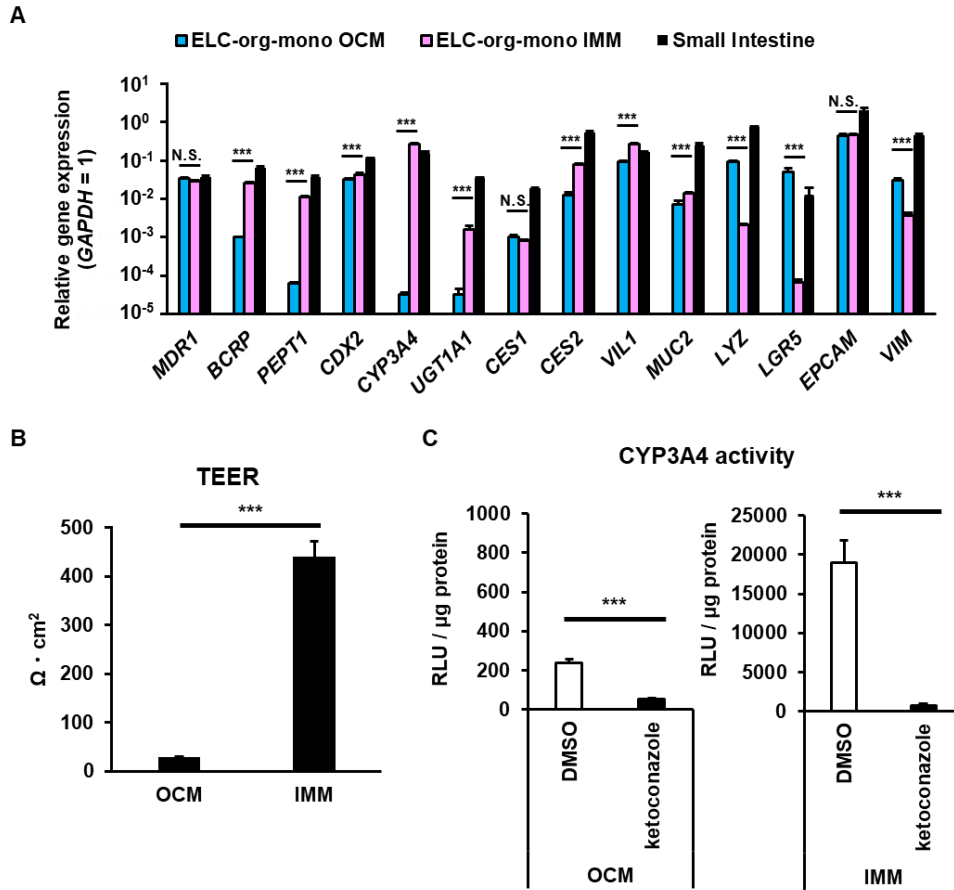 A
ELC-org-mono OCM ELC-org-mono IMM Small Intestine
Relative gene expression
(GAPDH = 1)
10¹
10⁰
10⁻¹
10⁻²
10⁻³
10⁻⁴
10⁻⁵
N.S. *** *** *** *** *** N.S. *** *** *** *** *** N.S. ***
MDR1 BCRP PEPT1 CDX2 CYP3A4 UGT1A1 CES1 CES2 VIL1 MUC2 LYZ LGR5 EPCAM VIM
B
TEER
Ω・cm²
500
400
300
200
100
0
***
OCM IMM
C
CYP3A4 activity
RLU / µg protein
1000
800
600
400
200
0
***
DMSO
ketoconazole
OCM
RLU / µg protein
25000
20000
15000
10000
5000
0
***
DMSO
ketoconazole
IMM